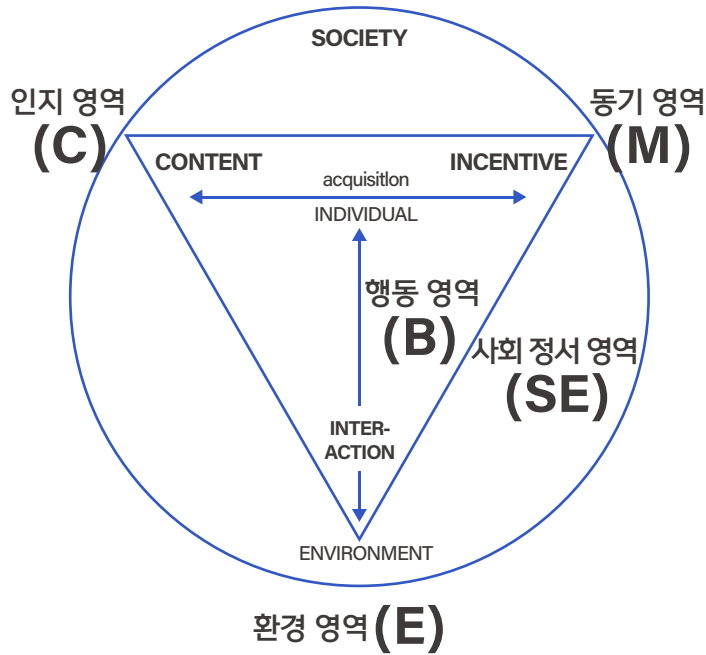 SOCIETY
인지 영역
(C)
동기 영역
(M)
CONTENT
INCENTIVE
acquisition
INDIVIDUAL
행동 영역
(B)
사회 정서 영역
(SE)
INTER-
ACTION
ENVIRONMENT
환경 영역 (E)